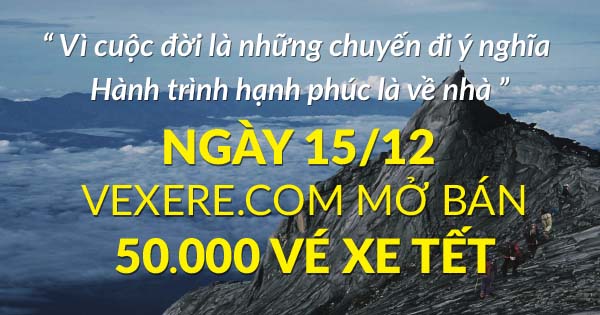 “ Vì cuộc đời là những chuyến đi ý nghĩa
Hành trình hạnh phúc là về nhà ”
NGÀY 15/12
VEXERE.COM MỞ BÁN
50.000 VÉ XE TẾT